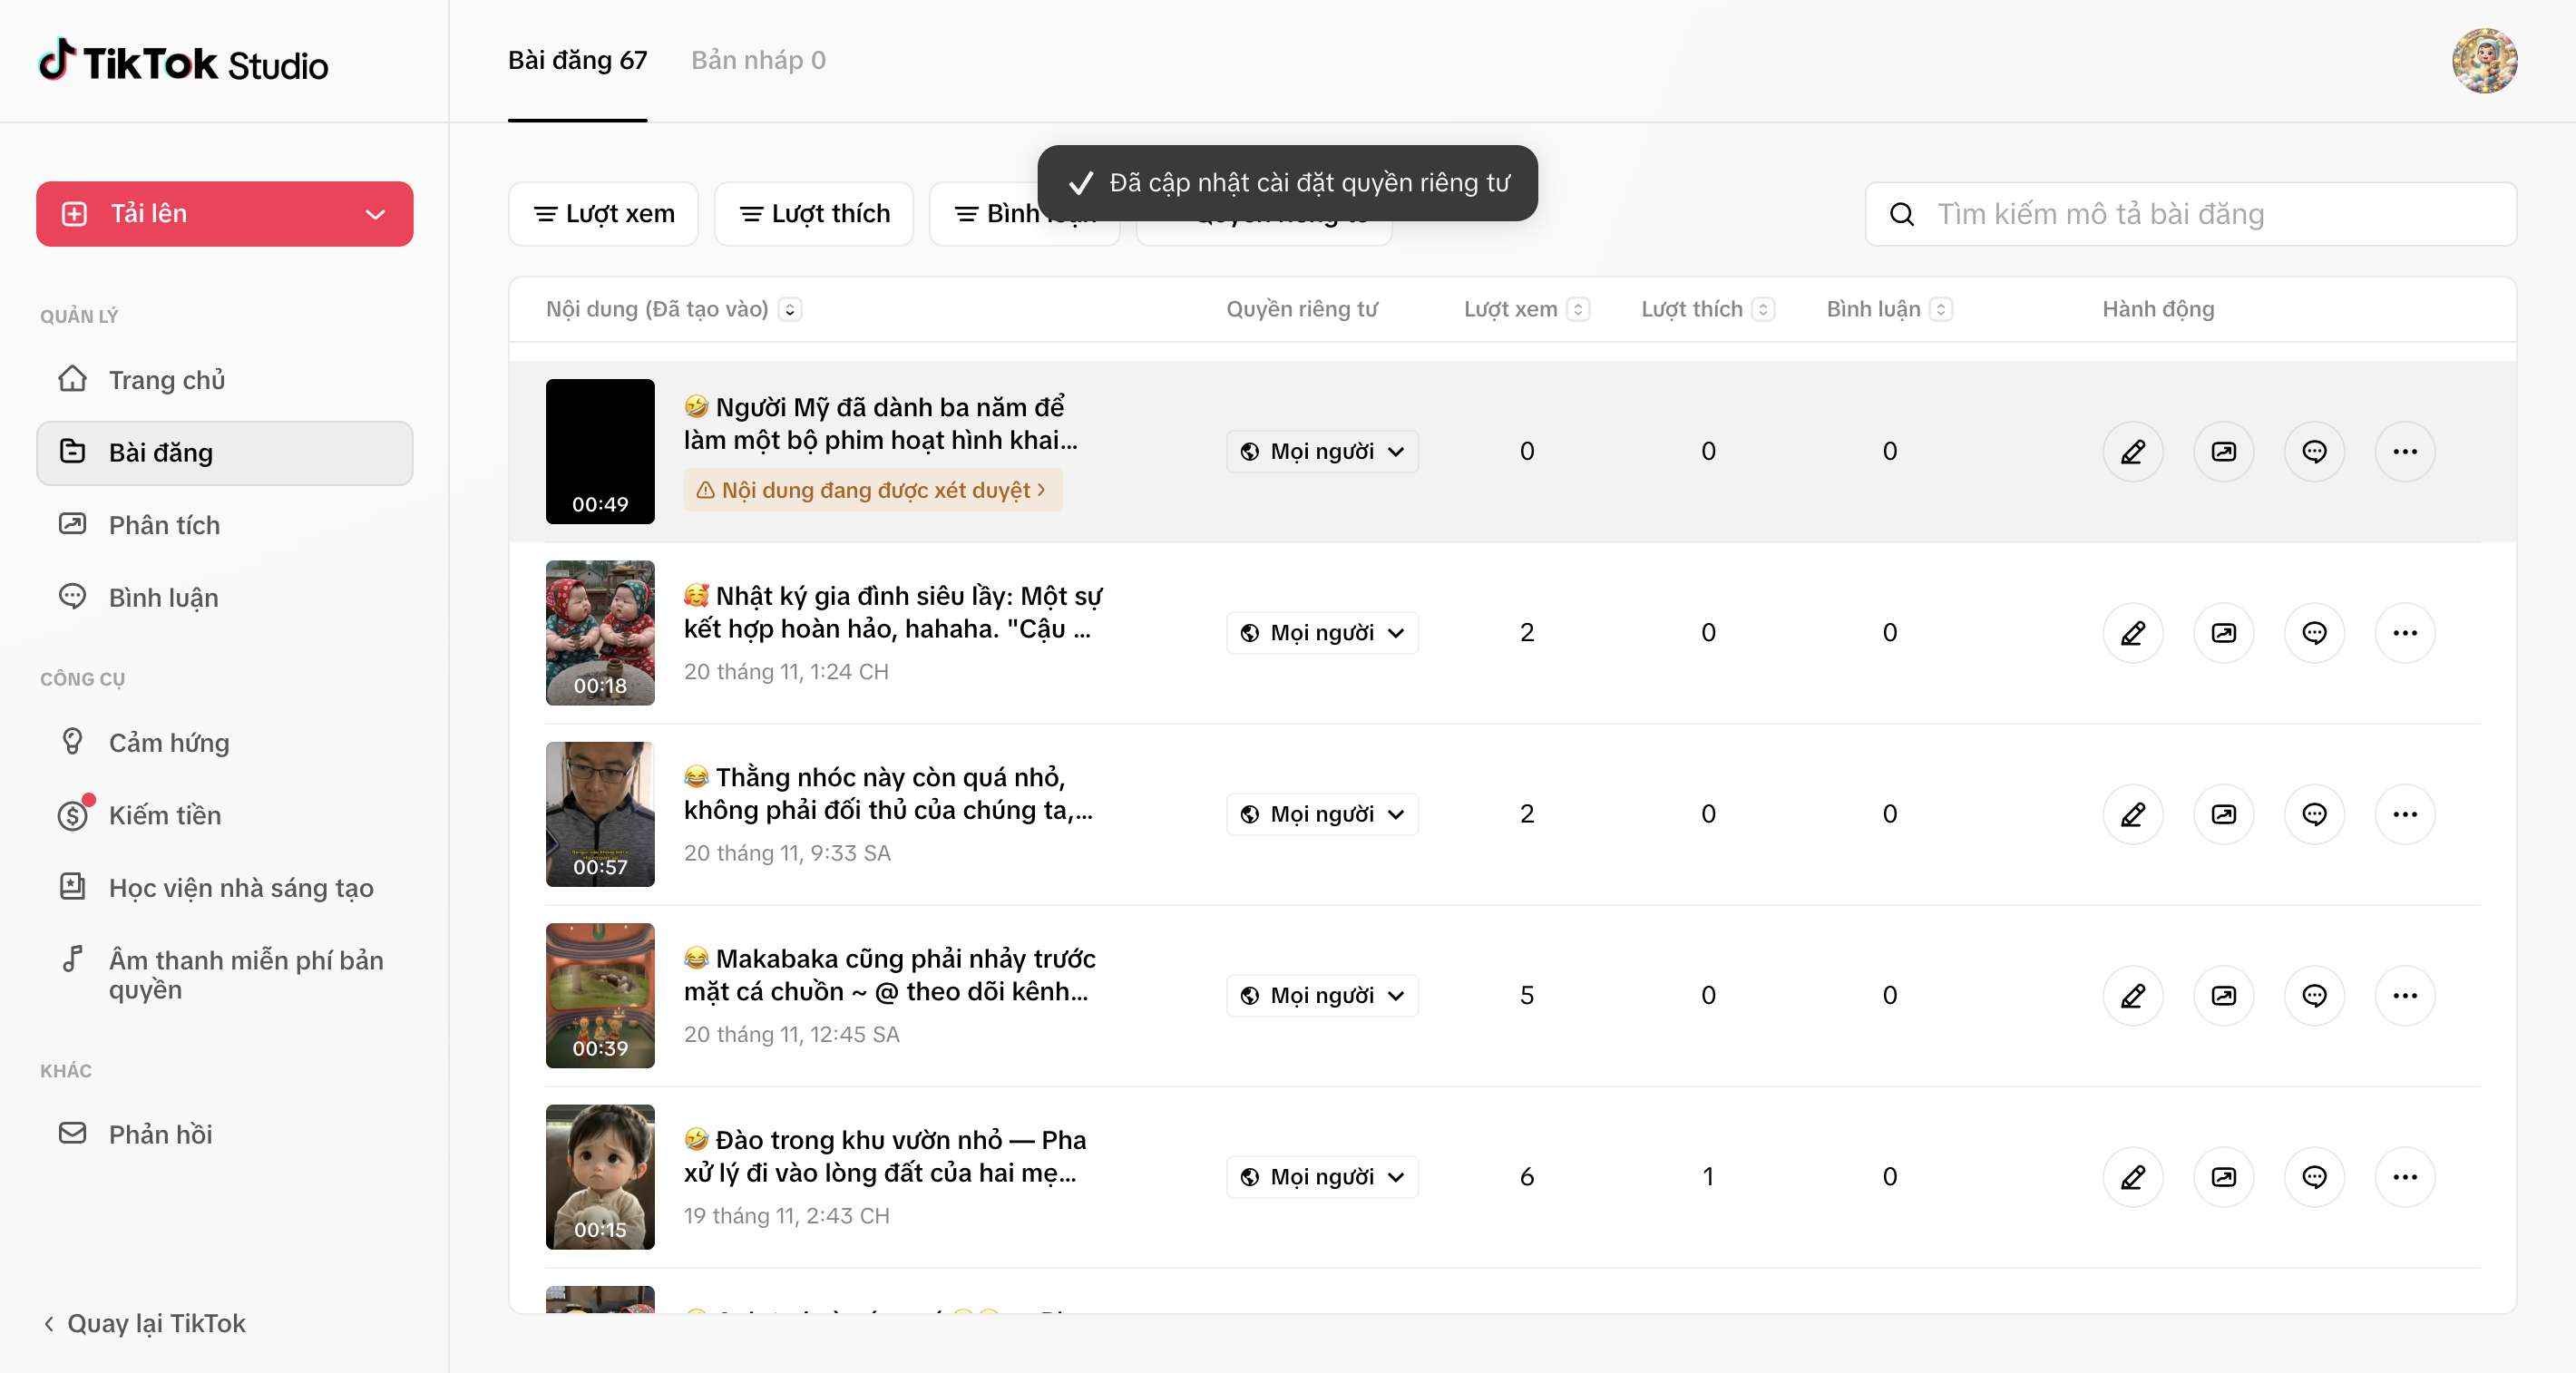 TikTok Studio
Bài đăng 67
Bản nháp 0
Đã cập nhật cài đặt quyền riêng tư
Tải lên
Lượt xem
Lượt thích
Bình luận
Quyền riêng tư
Tìm kiếm mô tả bài đăng
QUẢN LÝ
Trang chủ
Bài đăng
Phân tích
Bình luận
CÔNG CỤ
Cảm hứng
Kiếm tiền
Học viện nhà sáng tạo
Âm thanh miễn phí bản
quyền
KHÁC
Phản hồi
Quay lại TikTok
Nội dung (Đã tạo vào)
Quyền riêng tư
Lượt xem
Lượt thích
Bình luận
Hành động
00:49
🤣 Người Mỹ đã dành ba năm để
làm một bộ phim hoạt hình khai...
Nội dung đang được xét duyệt
Mọi người
0
0
0
00:18
🥰 Nhật ký gia đình siêu lầy: Một sự
kết hợp hoàn hảo, hahaha. "Cậu ...
20 tháng 11, 1:24 CH
Mọi người
2
0
0
00:57
😂 Thằng nhóc này còn quá nhỏ,
không phải đối thủ của chúng ta,...
20 tháng 11, 9:33 SA
Mọi người
2
0
0
00:39
😂 Makabaka cũng phải nhảy trước
mặt cá chuồn ~ @ theo dõi kênh...
20 tháng 11, 12:45 SA
Mọi người
5
0
0
00:15
🤣 Đào trong khu vườn nhỏ — Pha
xử lý đi vào lòng đất của hai mẹ...
19 tháng 11, 2:43 CH
Mọi người
6
1
0